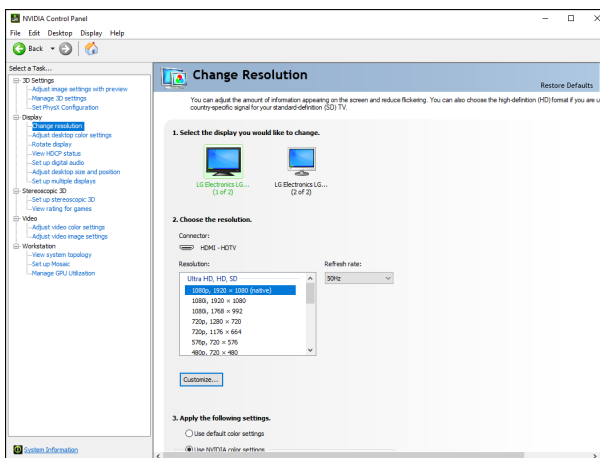 NVIDIA Control Panel
File Edit Desktop Display Help
Back
Select a Task...
3D Settings
Adjust image settings with preview
Manage 3D settings
Set PhysX Configuration
Display
Change resolution
Adjust desktop color settings
Rotate display
View HDCP status
Set up digital audio
Adjust desktop size and position
Set up multiple displays
Stereoscopic 3D
Set up stereoscopic 3D
View rating for games
Video
Adjust video color settings
Adjust video image settings
Workstation
View system topology
Set up Mosaic
Manage GPU Utilization
System Information
Change Resolution
Restore Defaults
You can adjust the amount of information appearing on the screen and reduce flickering. You can also choose the high-definition (HD) format if you are u
country-specific signal for your standard-definition (SD) TV.
1. Select the display you would like to change.
LG Electronics LG... LG Electronics LG...
(1 of 2) (2 of 2)
2. Choose the resolution.
Connector:
HDMI - HDTV
Resolution: Refresh rate:
Ultra HD, HD, SD 50Hz
1080p, 1920 × 1080 (native)
1080i, 1920 × 1080
1080i, 1768 × 992
720p, 1280 × 720
720p, 1176 × 664
576p, 720 × 576
480p, 720 × 480
Customize...
3. Apply the following settings.
Use default color settings
Use NVIDIA color settings